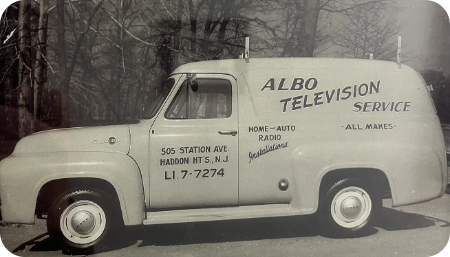 ALBO
TELEVISION
SERVICE
- ALL MAKES -
HOME - AUTO
RADIO
Installations
505 STATION AVE
HADDON HT'S., N.J.
LI. 7-7274